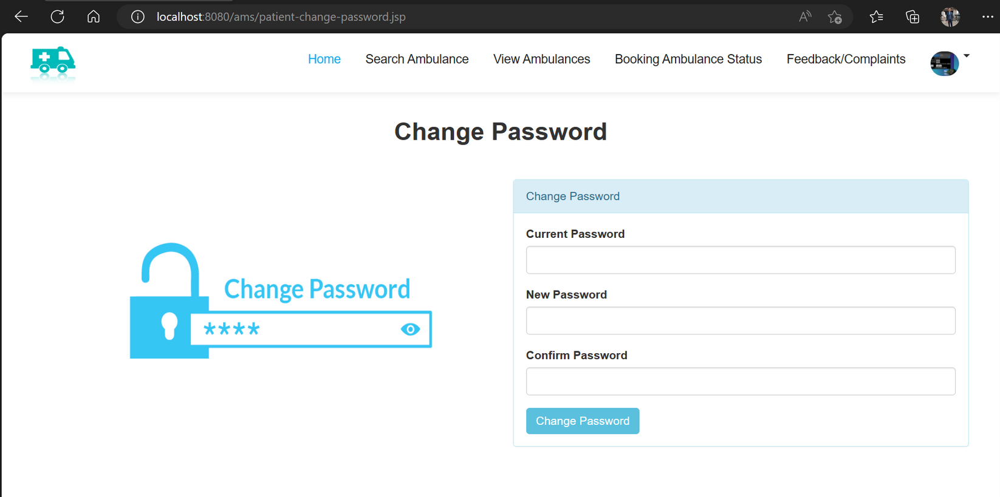 localhost:8080/ams/patient-change-password.jsp
Home Search Ambulance View Ambulances Booking Ambulance Status Feedback/Complaints
Change Password
Change Password
****
Change Password
Current Password
New Password
Confirm Password
Change Password